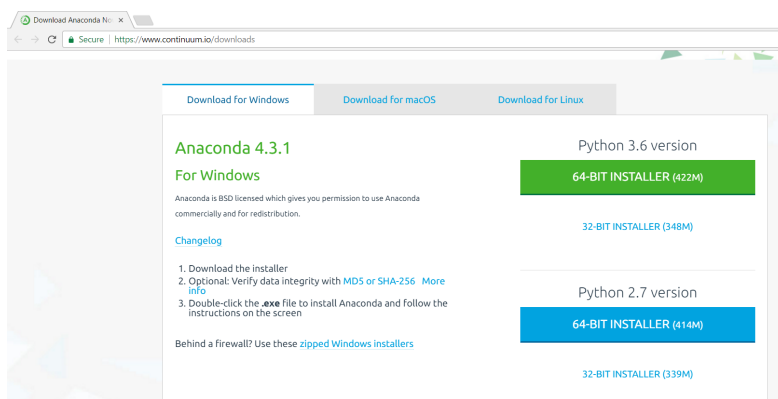 Download Anaconda No
Secure | https://www.continuum.io/downloads
Download for Windows
Download for macOS
Download for Linux
Anaconda 4.3.1
For Windows
Anaconda is BSD licensed which gives you permission to use Anaconda
commercially and for redistribution.
Changelog
1. Download the installer
2. Optional: Verify data integrity with MD5 or SHA-256 More
info
3. Double-click the .exe file to install Anaconda and follow the
instructions on the screen
Behind a firewall? Use these zipped Windows installers
Python 3.6 version
64-BIT INSTALLER (422M)
32-BIT INSTALLER (348M)
Python 2.7 version
64-BIT INSTALLER (414M)
32-BIT INSTALLER (339M)